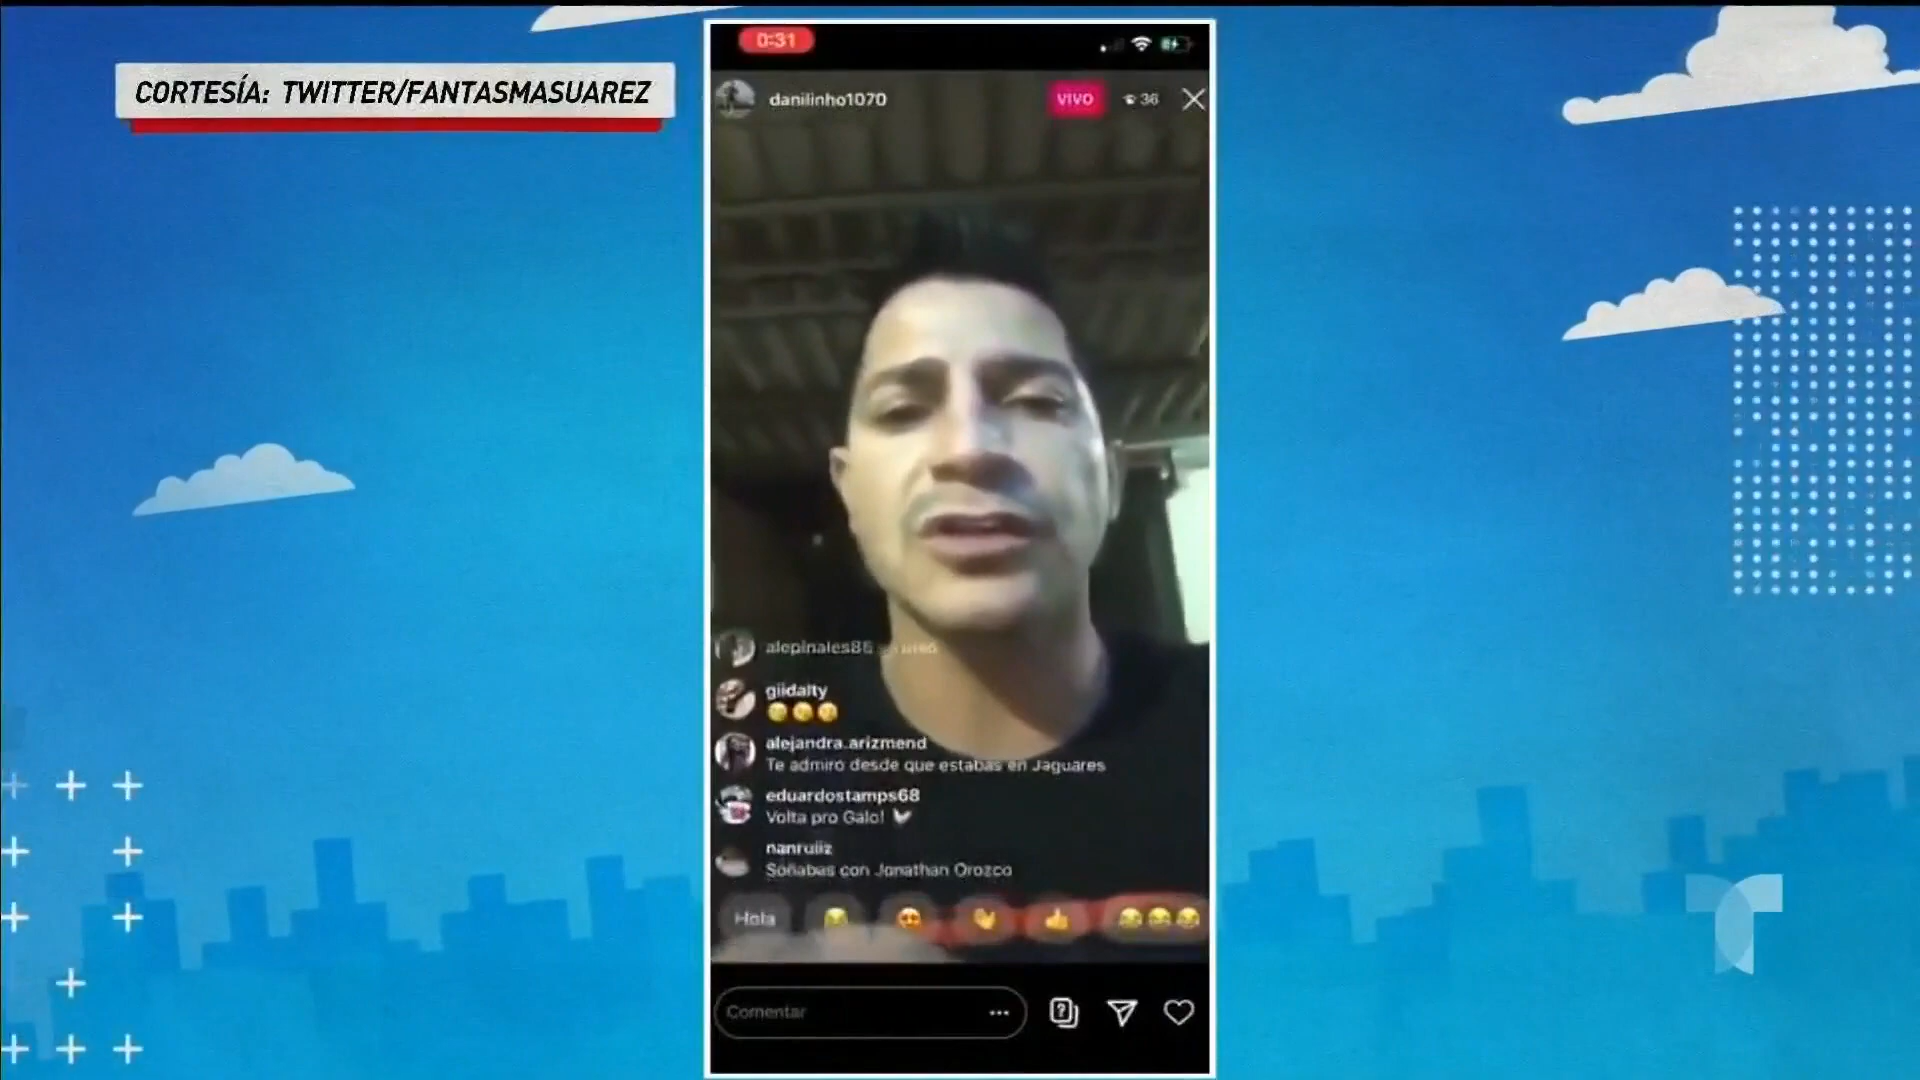 CORTESÍA: TWITTER/FANTASMASUAREZ
0:31
danilinho1070 VIVO 36
alepinales86
giidalty
alejandra.arizmend
Te admiro desde que estabas en Jaguares
eduardostamps68
Volta pro Galo!
nanruiiz
Soñabas con Jonathan Orozco
Hola
Comentar